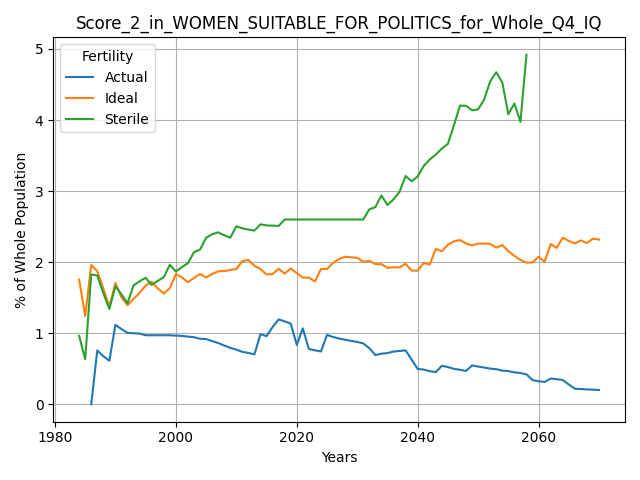 Score_2_in_WOMEN_SUITABLE_FOR_POLITICS_for_Whole_Q4_IQ
Fertility
Actual
Ideal
Sterile
% of Whole Population
5
4
3
2
1
0
1980 2000 2020 2040 2060
Years